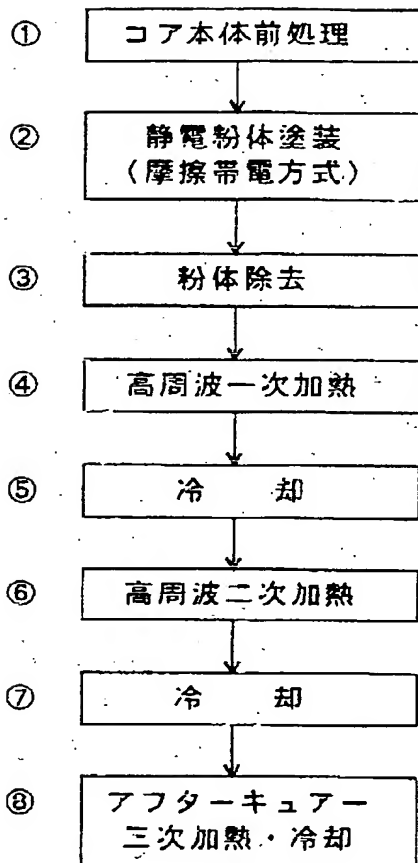 ① コア本体前処理
② 静電粉体塗装
(摩擦帯電方式)
③ 粉体除去
④ 高周波一次加熱
⑤ 冷 却
⑥ 高周波二次加熱
⑦ 冷 却
⑧ アフターキュアー
三次加熱・冷却